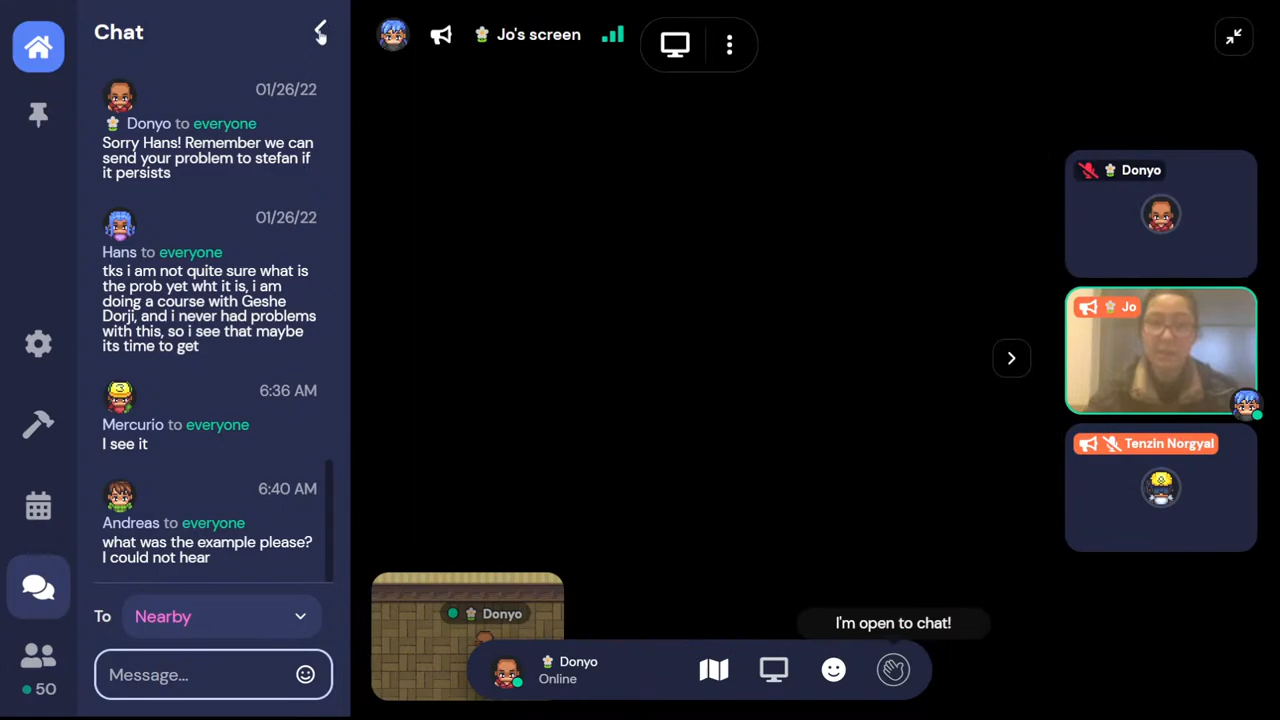 Chat
01/26/22
Donyo to everyone
Sorry Hans! Remember we can
send your problem to stefan if
it persists
01/26/22
Hans to everyone
tks i am not quite sure what is
the prob yet wht it is, i am
doing a course with Geshe
Dorji, and i never had problems
with this, so i see that maybe
its time to get
6:36 AM
Mercurio to everyone
I see it
6:40 AM
Andreas to everyone
what was the example please?
I could not hear
To Nearby
Message...
50
Jo's screen
Donyo
Jo
Tenzin Norgyal
Donyo
I'm open to chat!
Donyo
Online